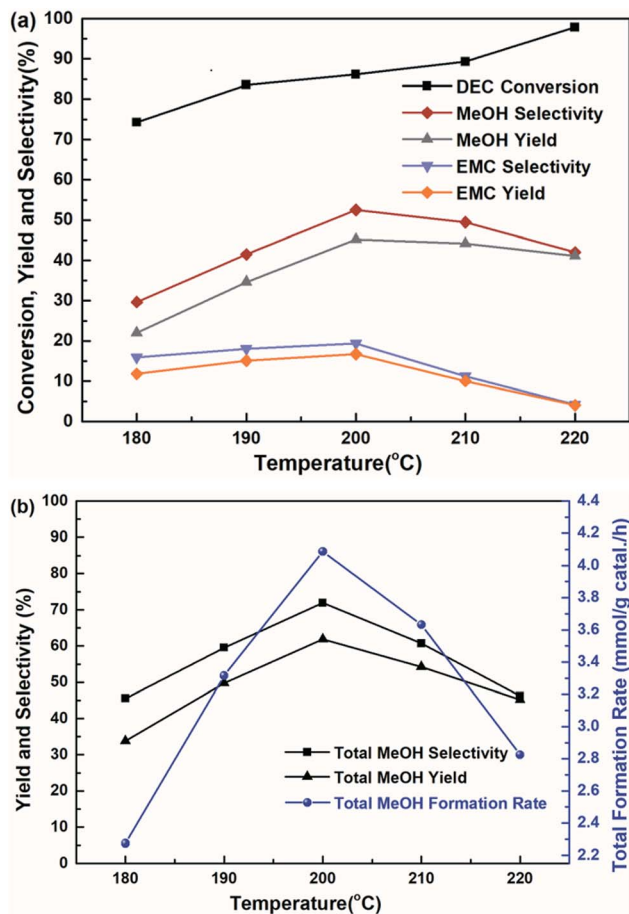 (a)
100
90
80
70
60
50
40
30
20
10
0
Conversion, Yield and Selectivity(%)
DEC Conversion
MeOH Selectivity
MeOH Yield
EMC Selectivity
EMC Yield
180 190 200 210 220
Temperature(°C)
(b)
100
90
80
70
60
50
40
30
20
10
0
Yield and Selectivity (%)
Total MeOH Selectivity
Total MeOH Yield
Total MeOH Formation Rate
4.4
4.2
4.0
3.8
3.6
3.4
3.2
3.0
2.8
2.6
2.4
2.2
Total Formation Rate (mmol/g catal./h)
180 190 200 210 220
Temperature(°C)